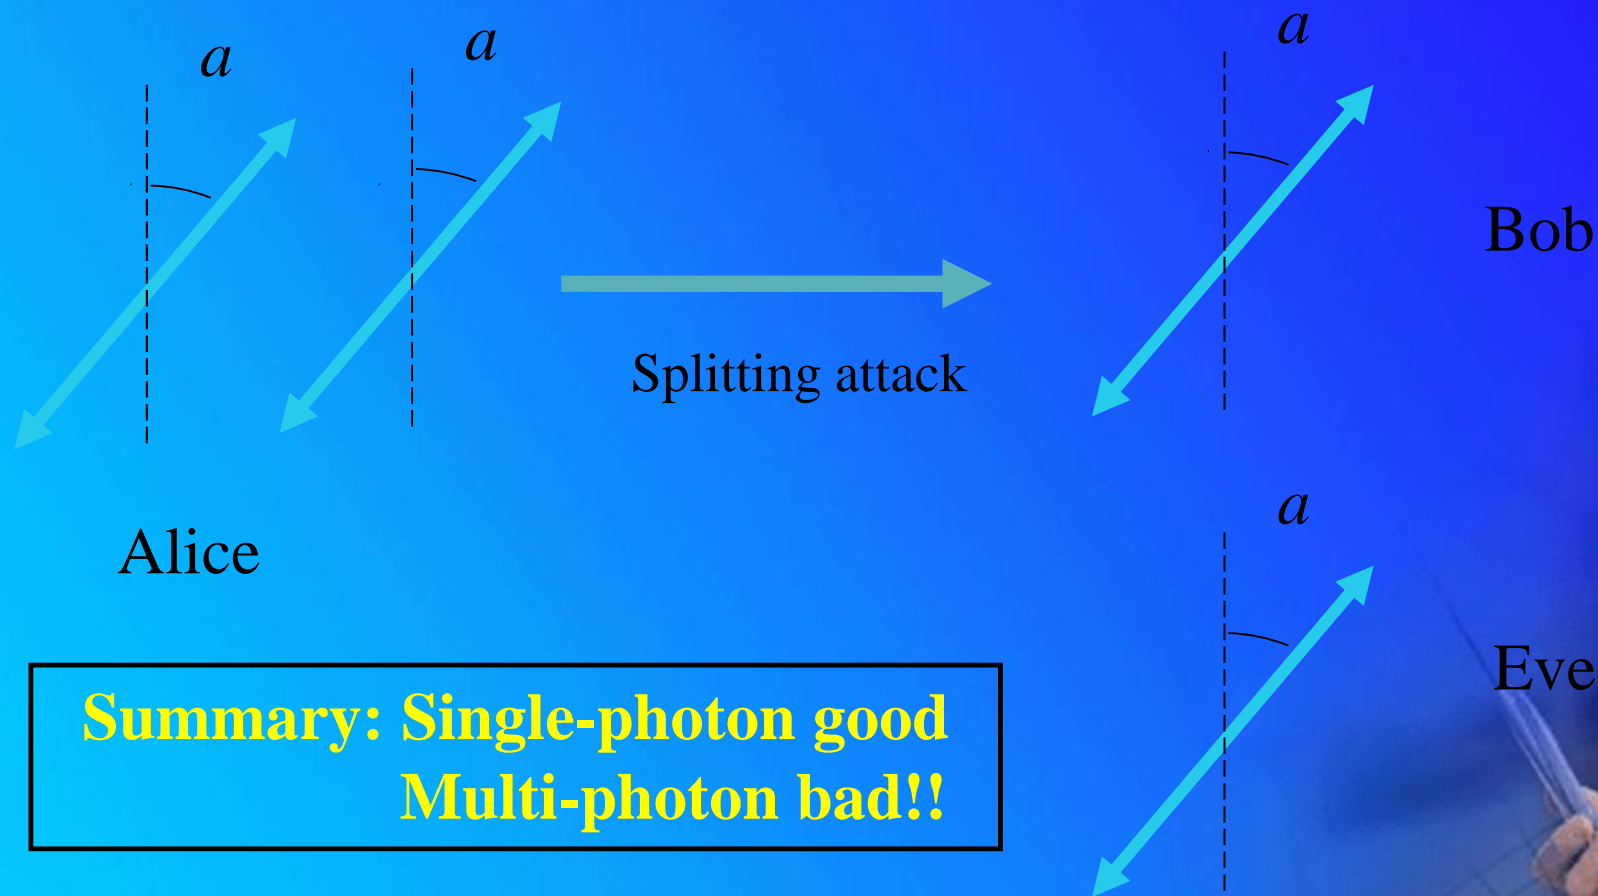 a
a
a
Bob
Splitting attack
a
Alice
Eve
Summary: Single-photon good
Multi-photon bad!!